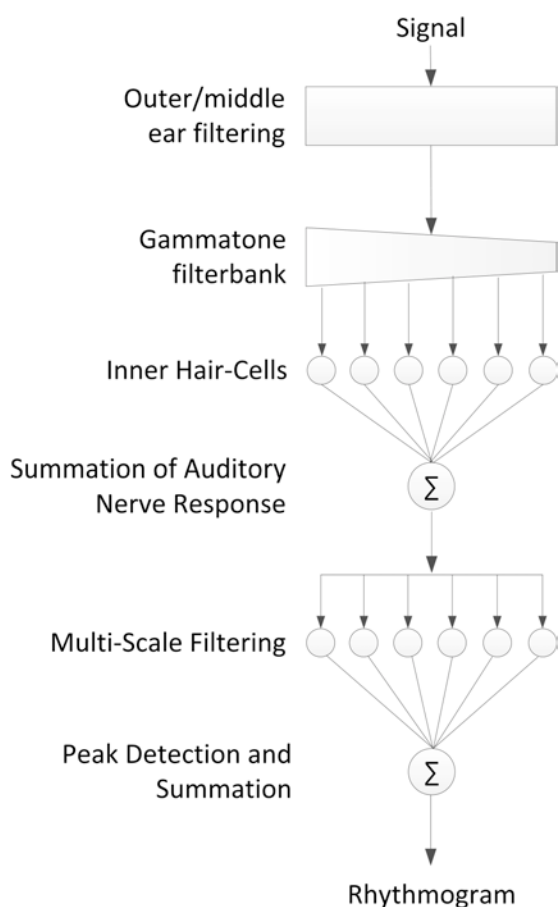 Signal
Outer/middle
ear filtering
Gammatone
filterbank
Inner Hair-Cells
Summation of Auditory
Nerve Response
Σ
Multi-Scale Filtering
Peak Detection and
Summation
Σ
Rhythmogram